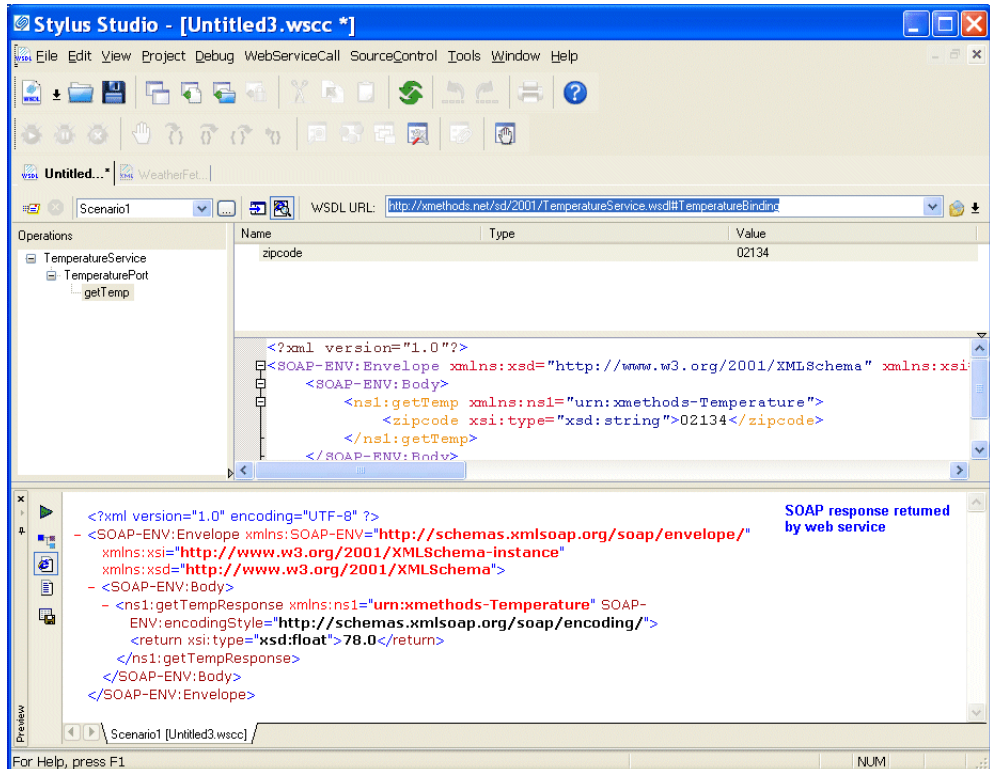 Stylus Studio - [Untitled3.wscc *]
File Edit View Project Debug WebServiceCall SourceControl Tools Window Help
Untitled...* WeatherFet...
Scenario1 ... WSDL URL: http://xmethods.net/sd/2001/TemperatureService.wsdl#TemperatureBinding
Operations
TemperatureService
TemperaturePort
getTemp
Name Type Value
zipcode 02134
<?xml version="1.0"?>
<SOAP-ENV:Envelope xmlns:xsd="http://www.w3.org/2001/XMLSchema" xmlns:xsi
<SOAP-ENV:Body>
<ns1:getTemp xmlns:ns1="urn:xmethods-Temperature">
<zipcode xsi:type="xsd:string">02134</zipcode>
</ns1:getTemp>
</SOAP-ENV:Body>
SOAP response returned
by web service
<?xml version="1.0" encoding="UTF-8" ?>
- <SOAP-ENV:Envelope xmlns:SOAP-ENV="http://schemas.xmlsoap.org/soap/envelope/"
xmlns:xsi="http://www.w3.org/2001/XMLSchema-instance"
xmlns:xsd="http://www.w3.org/2001/XMLSchema">
- <SOAP-ENV:Body>
- <ns1:getTempResponse xmlns:ns1="urn:xmethods-Temperature" SOAP-
ENV:encodingStyle="http://schemas.xmlsoap.org/soap/encoding/">
<return xsi:type="xsd:float">78.0</return>
</ns1:getTempResponse>
</SOAP-ENV:Body>
</SOAP-ENV:Envelope>
Preview
Scenario1 [Untitled3.wscc]
For Help, press F1 NUM